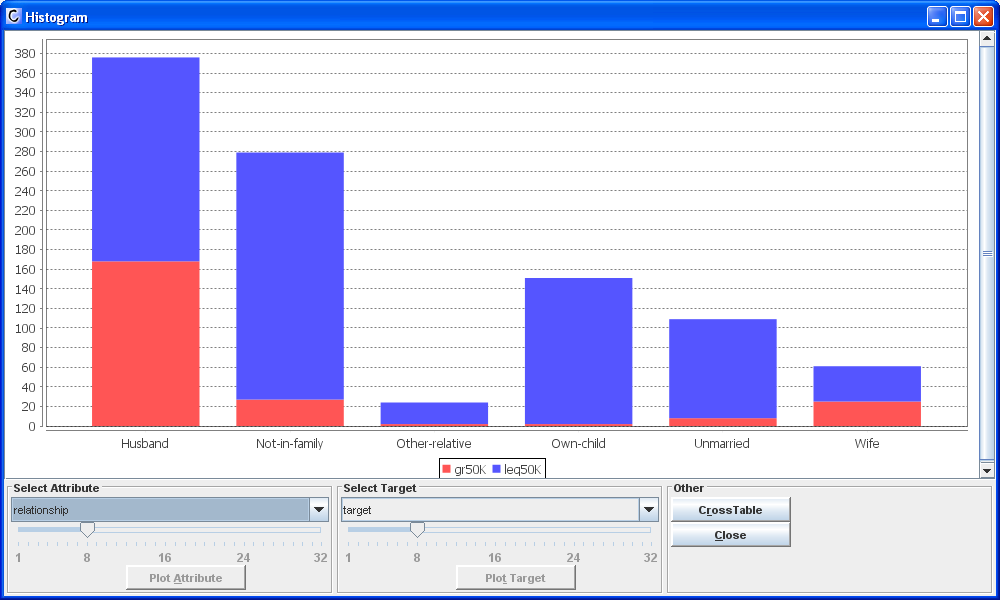 Histogram
380
360
340
320
300
280
260
240
220
200
180
160
140
120
100
80
60
40
20
0
Husband Not-in-family Other-relative Own-child Unmarried Wife
gr50K leq50K
Select Attribute Select Target Other
relationship target CrossTable
Close
1 8 16 24 32 1 8 16 24 32
Plot Attribute Plot Target